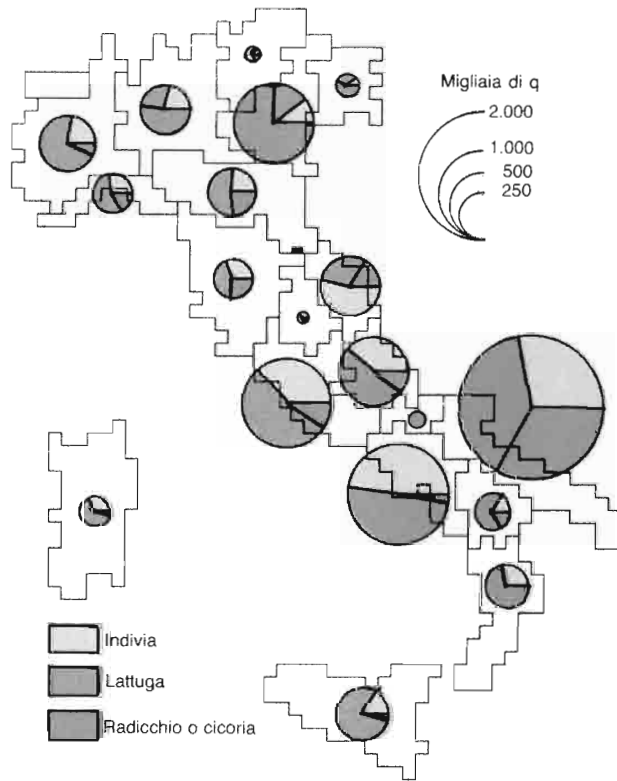 Migliaia di q
2.000
1.000
500
250
Indivia
Lattuga
Radicchio o cicoria